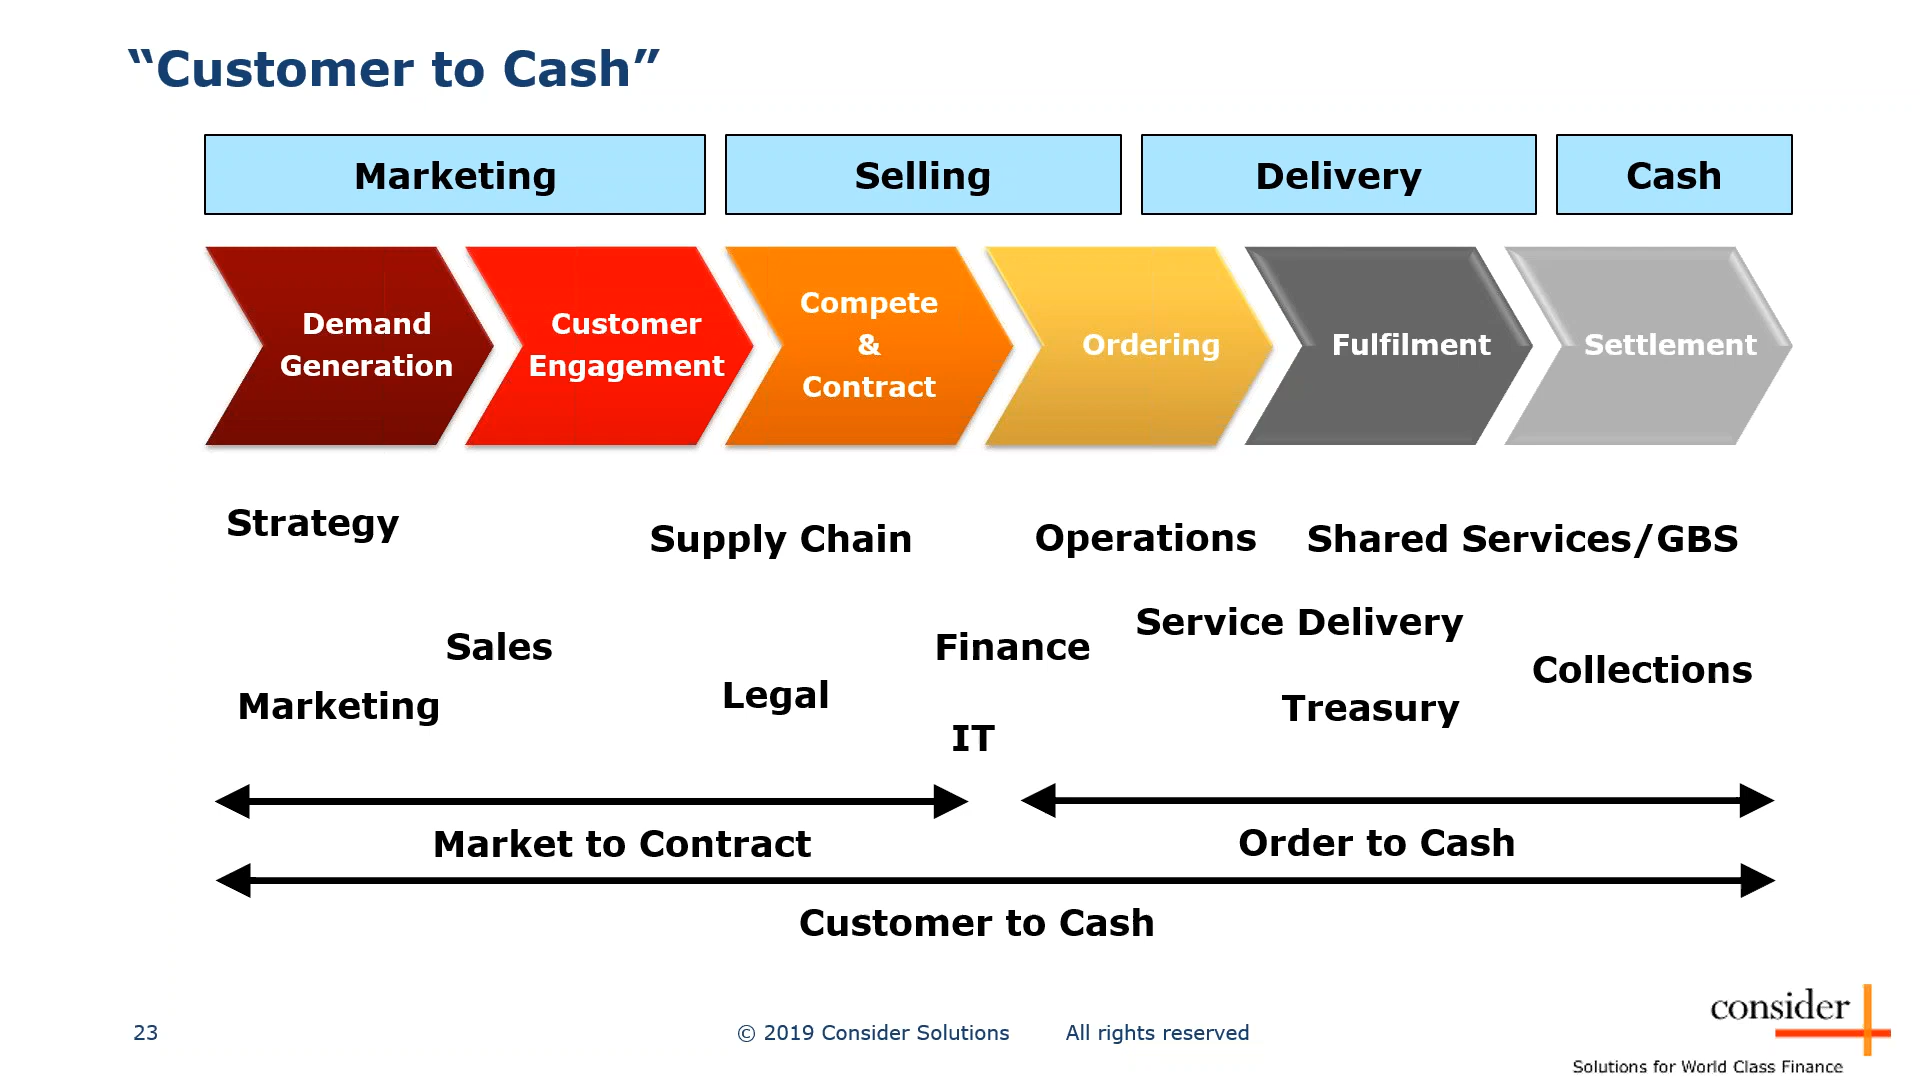 “Customer to Cash”
Marketing
Selling
Delivery
Cash
Demand
Generation
Customer
Engagement
Compete
&
Contract
Ordering
Fulfilment
Settlement
Strategy
Supply Chain
Operations
Shared Services/GBS
Service Delivery
Sales
Finance
Collections
Marketing
Legal
Treasury
IT
Market to Contract
Order to Cash
Customer to Cash
23
© 2019 Consider Solutions All rights reserved
consider
Solutions for World Class Finance